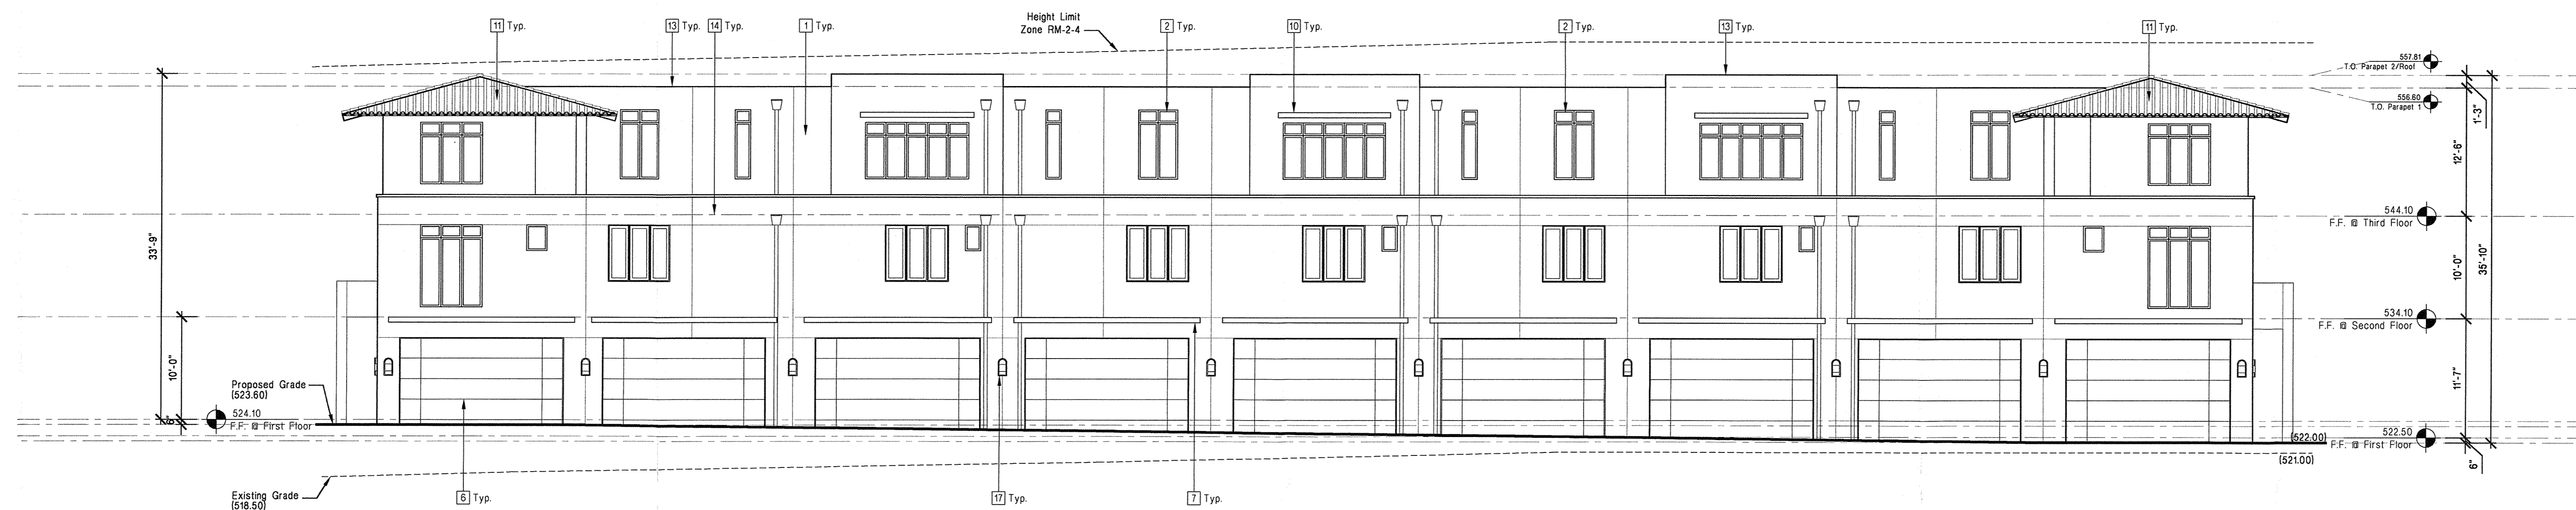 11 Typ.
13 Typ.
14 Typ.
1 Typ.
Height Limit
Zone RM-2-4
2 Typ.
10 Typ.
2 Typ.
13
11 Typ.
557.81
T.O. Parapet 2/Roof
556.60
T.O. Parapet 1
1'-3"
12'-6"
33'-9"
544.10
F.F. @ Third Floor
10'-0"
35'-10"
534.10
F.F. @ Second Floor
10'-0"
11'-7"
Proposed Grade
(523.60)
6"
524.10
F.F. @ First Floor
(522.00)
522.50
F.F. @ First Floor
6"
(521.00)
Existing Grade
(518.50)
6 Typ.
17 Typ.
7 Typ.